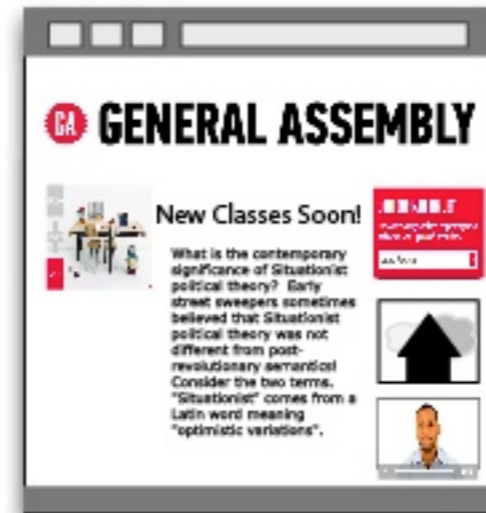 GA GENERAL ASSEMBLY
New Classes Soon!
What is the contemporary
significance of Situationist
political theory? Early
street sweepers sometimes
believed that Situationist
political theory was not
different from post-
revolutionary semantics!
Consider the two terms.
"Situationist" comes from a
Latin word meaning
"optimistic variations".